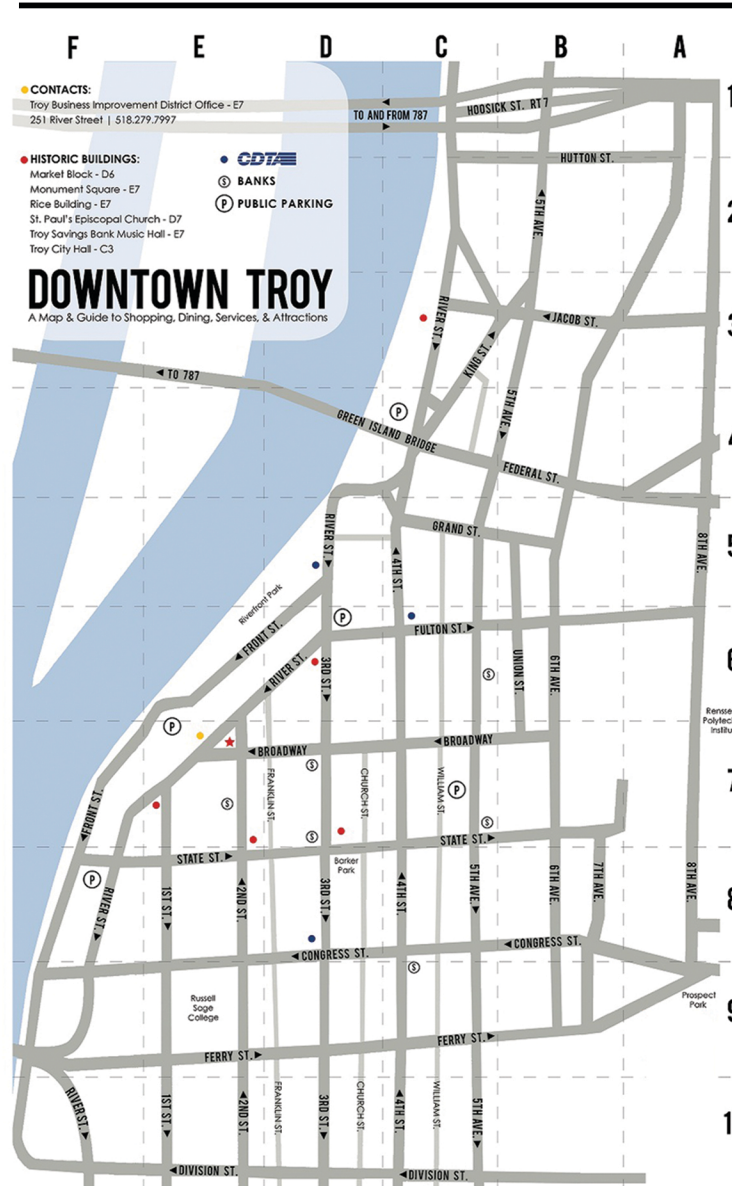 F E D C B A
1
CONTACTS:
Troy Business Improvement District Office - E7
251 River Street | 518.279.7997
TO AND FROM 787
HOOSICK ST. RT 7
HISTORIC BUILDINGS:
Market Block - D6
Monument Square - E7
Rice Building - E7
St. Paul's Episcopal Church - D7
Troy Savings Bank Music Hall - E7
Troy City Hall - C3
CDTA
S BANKS
P PUBLIC PARKING
HUTTON ST.
2
5TH AVE.
DOWNTOWN TROY
A Map & Guide to Shopping, Dining, Services, & Attractions
RIVER ST.
JACOB ST.
3
KING ST.
TO 787
5TH AVE.
P
GREEN ISLAND BRIDGE
4
FEDERAL ST.
RIVER ST.
GRAND ST.
4TH ST.
8TH AVE.
5
Riverfront Park
P
FRONT ST.
FULTON ST.
RIVER ST.
3RD ST.
S
UNION ST.
6TH AVE.
6
P
BROADWAY
BROADWAY
S
FRANKLIN ST.
CHURCH ST.
WILLIAM ST.
P
7
FRONT ST.
S
S
S
STATE ST.
STATE ST.
Barker
Park
P
RIVER ST.
1ST ST.
2ND ST.
3RD ST.
4TH ST.
5TH AVE.
6TH AVE.
7TH AVE.
8TH AVE.
8
CONGRESS ST.
CONGRESS ST.
S
Russell
Sage
College
Prospect
Park
9
FERRY ST.
FERRY ST.
RIVER ST.
1ST ST.
2ND ST.
FRANKLIN ST.
3RD ST.
CHURCH ST.
4TH ST.
WILLIAM ST.
5TH AVE.
1
DIVISION ST.
DIVISION ST.